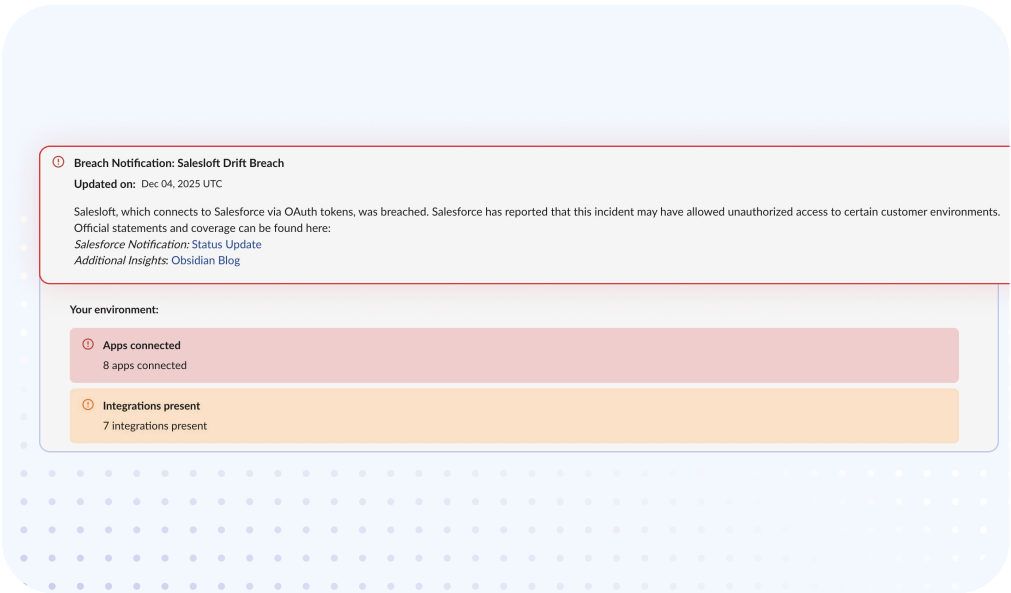 Breach Notification: Salesloft Drift Breach
Updated on: Dec 04, 2025 UTC
Salesloft, which connects to Salesforce via OAuth tokens, was breached. Salesforce has reported that this incident may have allowed unauthorized access to certain customer environments.
Official statements and coverage can be found here:
Salesforce Notification: Status Update
Additional Insights: Obsidian Blog
Your environment:
Apps connected
8 apps connected
Integrations present
7 integrations present